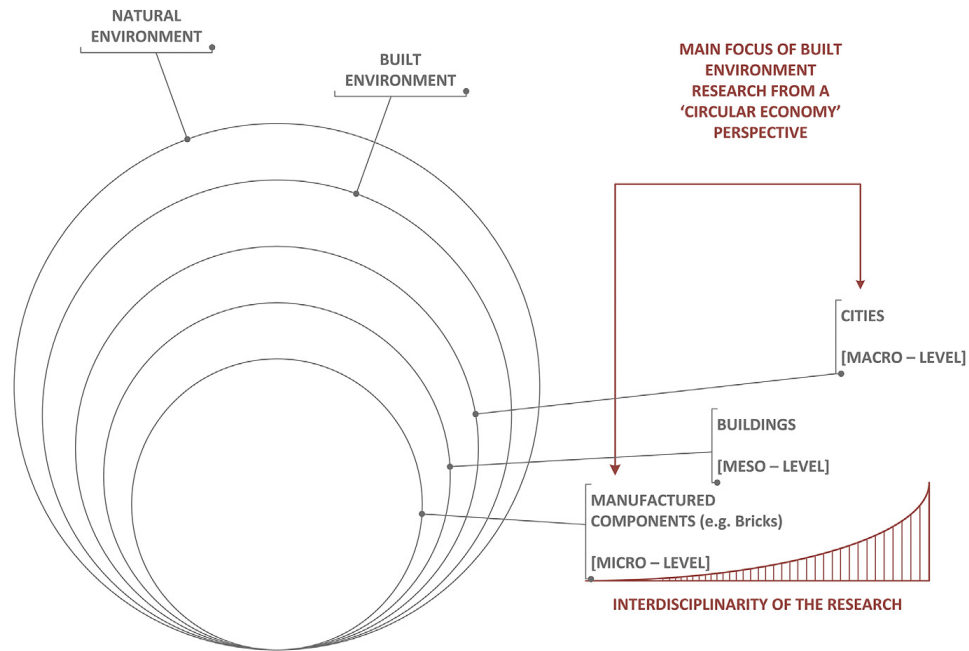 NATURAL
ENVIRONMENT
BUILT
ENVIRONMENT
MAIN FOCUS OF BUILT
ENVIRONMENT
RESEARCH FROM A
‘CIRCULAR ECONOMY’
PERSPECTIVE
CITIES
[MACRO – LEVEL]
BUILDINGS
[MESO – LEVEL]
MANUFACTURED
COMPONENTS (e.g. Bricks)
[MICRO – LEVEL]
INTERDISCIPLINARITY OF THE RESEARCH